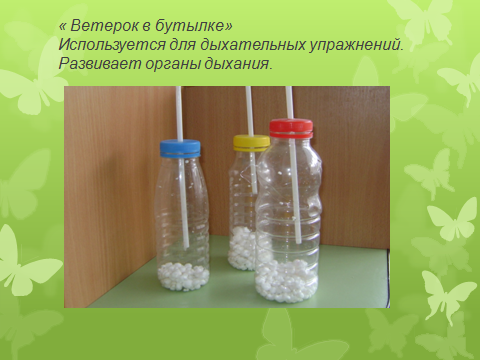 « Ветерок в бутылке»
Используется для дыхательных упражнений.
Развивает органы дыхания.